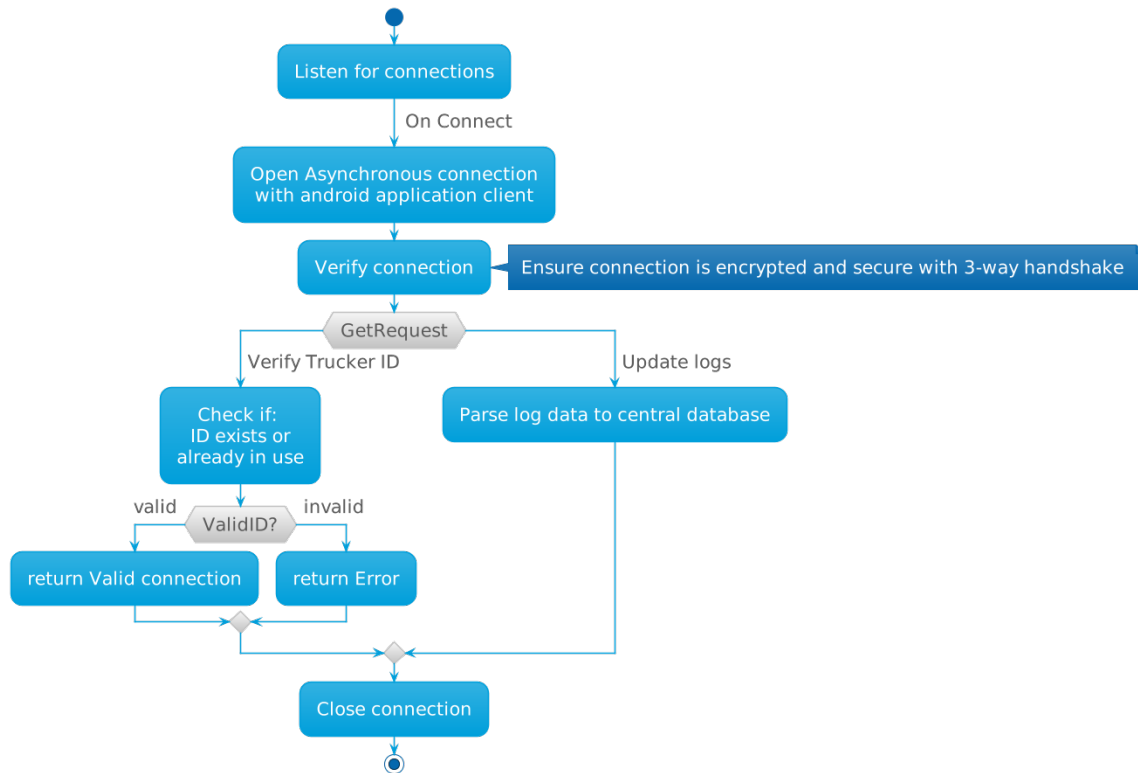 Listen for connections
On Connect
Open Asynchronous connection
with android application client
Verify connection
Ensure connection is encrypted and secure with 3-way handshake
GetRequest
Verify Trucker ID
Update logs
Check if:
ID exists or
already in use
Parse log data to central database
valid
ValidID?
invalid
return Valid connection
return Error
Close connection